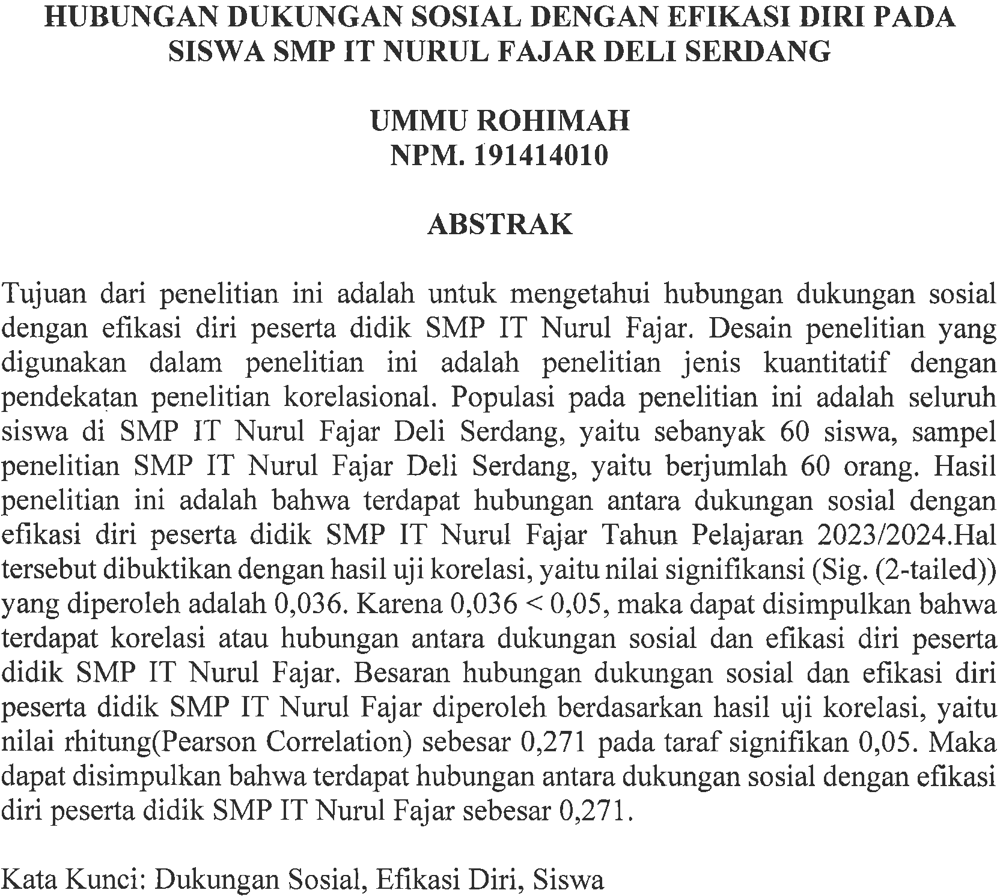 HUBUNGAN DUKUNGAN SOSIAL DENGAN EFIKASI DIRI PADA
SISWA SMP IT NURUL FAJAR DELI SERDANG
UMMU ROHIMAH
NPM. 191414010
ABSTRAK
Tujuan dari penelitian ini adalah untuk mengetahui hubungan dukungan sosial
dengan efikasi diri peserta didik SMP IT Nurul Fajar. Desain penelitian yang
digunakan dalam penelitian ini adalah penelitian jenis kuantitatif dengan
pendekatan penelitian korelasional. Populasi pada penelitian ini adalah seluruh
siswa di SMP IT Nurul Fajar Deli Serdang, yaitu sebanyak 60 siswa, sampel
penelitian SMP IT Nurul Fajar Deli Serdang, yaitu berjumlah 60 orang. Hasil
penelitian ini adalah bahwa terdapat hubungan antara dukungan sosial dengan
efikasi diri peserta didik SMP IT Nurul Fajar Tahun Pelajaran 2023/2024.Hal
tersebut dibuktikan dengan hasil uji korelasi, yaitu nilai signifikansi (Sig. (2-tailed))
yang diperoleh adalah 0,036. Karena 0,036 < 0,05, maka dapat disimpulkan bahwa
terdapat korelasi atau hubungan antara dukungan sosial dan efikasi diri peserta
didik SMP IT Nurul Fajar. Besaran hubungan dukungan sosial dan efikasi diri
peserta didik SMP IT Nurul Fajar diperoleh berdasarkan hasil uji korelasi, yaitu
nilai rhitung(Pearson Correlation) sebesar 0,271 pada taraf signifikan 0,05. Maka
dapat disimpulkan bahwa terdapat hubungan antara dukungan sosial dengan efikasi
diri peserta didik SMP IT Nurul Fajar sebesar 0,271.
Kata Kunci: Dukungan Sosial, Efikasi Diri, Siswa